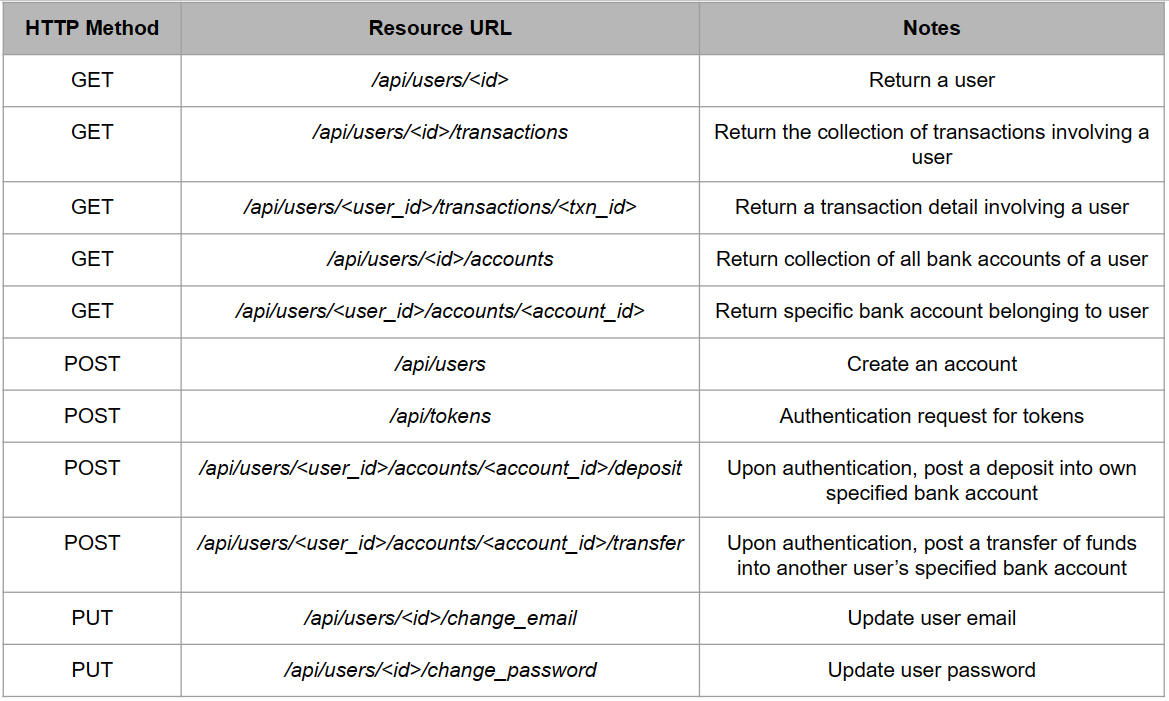 HTTP Method Resource URL Notes
GET /api/users/<id> Return a user
GET /api/users/<id>/transactions Return the collection of transactions involving a
user
GET /api/users/<user_id>/transactions/<txn_id> Return a transaction detail involving a user
GET /api/users/<id>/accounts Return collection of all bank accounts of a user
GET /api/users/<user_id>/accounts/<account_id> Return specific bank account belonging to user
POST /api/users Create an account
POST /api/tokens Authentication request for tokens
POST /api/users/<user_id>/accounts/<account_id>/deposit Upon authentication, post a deposit into own
specified bank account
POST /api/users/<user_id>/accounts/<account_id>/transfer Upon authentication, post a transfer of funds
into another user’s specified bank account
PUT /api/users/<id>/change_email Update user email
PUT /api/users/<id>/change_password Update user password